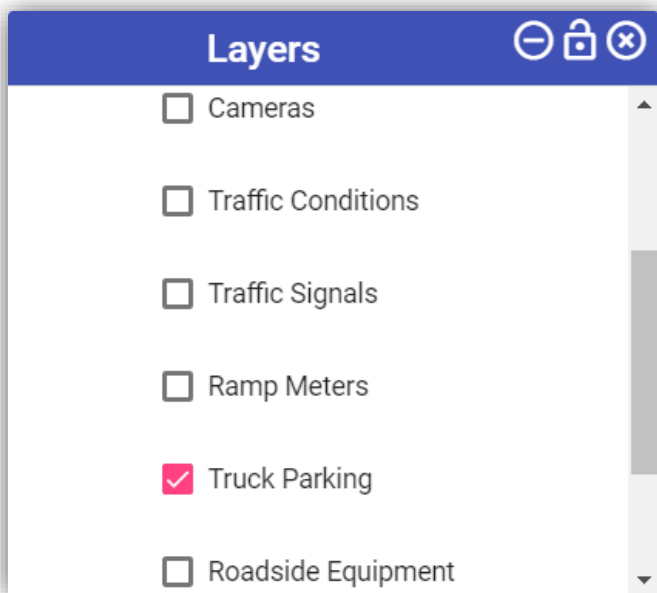 Layers
Cameras
Traffic Conditions
Traffic Signals
Ramp Meters
Truck Parking
Roadside Equipment